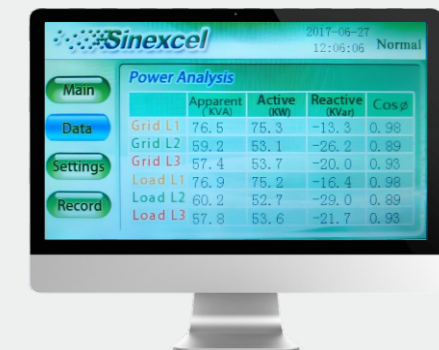 Sinexcel
2017-06-27
12:06:06 Normal
Main
Data
Settings
Record
Power Analysis
Apparent (KVA) Active (KW) Reactive (KVar) Cosø
Grid L1 76.5 75.3 -13.3 0.98
Grid L2 59.2 53.1 -26.2 0.89
Grid L3 57.4 53.7 -20.0 0.93
Load L1 76.9 75.2 -16.4 0.98
Load L2 60.2 52.7 -29.0 0.89
Load L3 57.8 53.6 -21.7 0.93